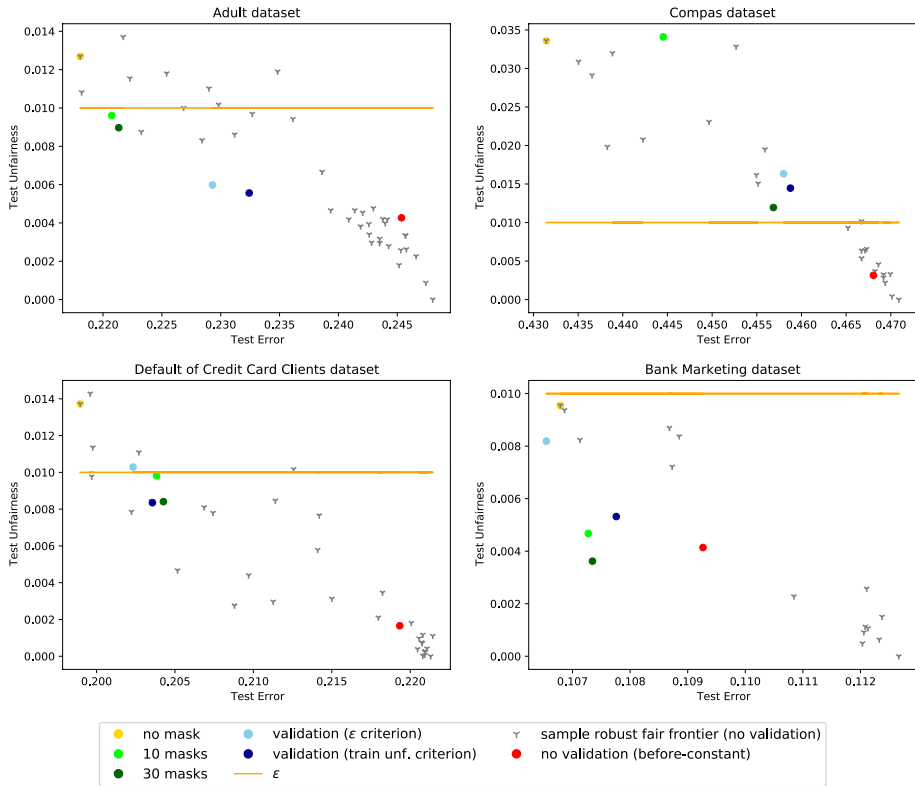 Adult dataset
0.014
0.012
0.010
0.008
0.006
0.004
0.002
0.000
Test Unfairness
0.220 0.225 0.230 0.235 0.240 0.245
Test Error
Compas dataset
0.035
0.030
0.025
0.020
0.015
0.010
0.005
0.000
Test Unfairness
0.430 0.435 0.440 0.445 0.450 0.455 0.460 0.465 0.470
Test Error
Default of Credit Card Clients dataset
0.014
0.012
0.010
0.008
0.006
0.004
0.002
0.000
Test Unfairness
0.200 0.205 0.210 0.215 0.220
Test Error
Bank Marketing dataset
0.010
0.008
0.006
0.004
0.002
0.000
Test Unfairness
0.107 0.108 0.109 0.110 0.111 0.112
Test Error
no mask
10 masks
30 masks
validation (ε criterion)
validation (train unf. criterion)
ε
sample robust fair frontier (no validation)
no validation (before-constant)